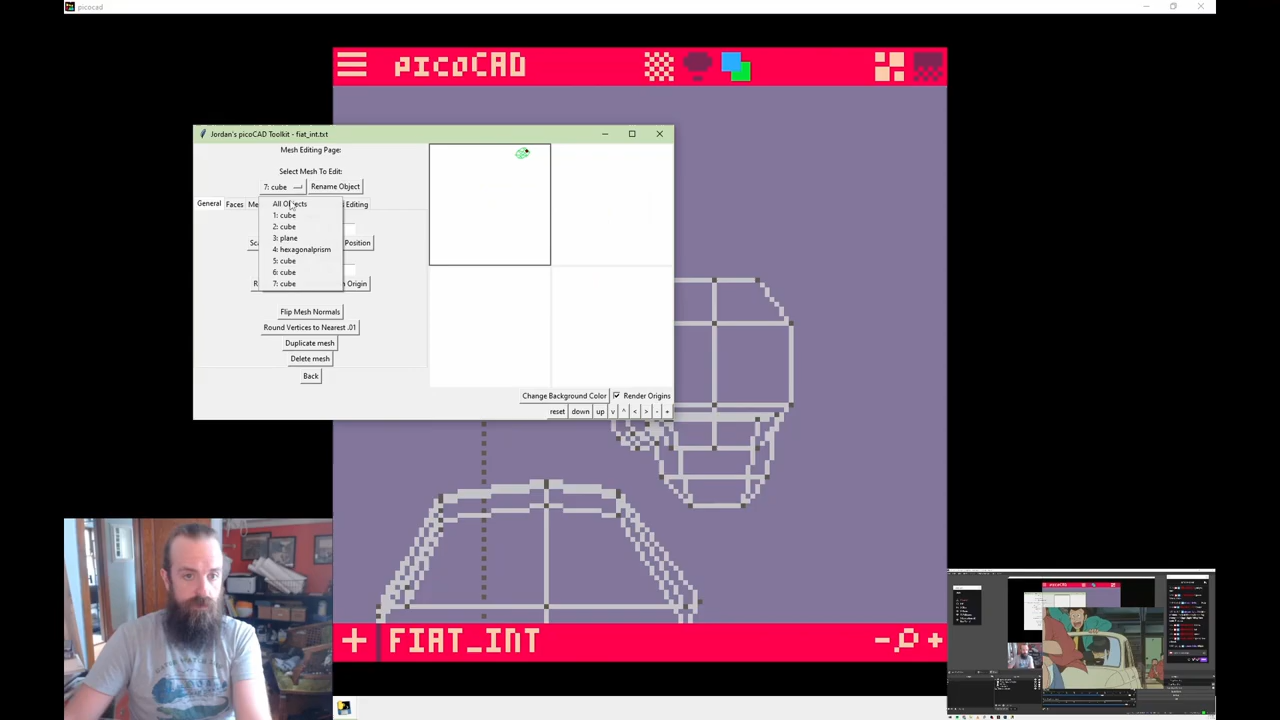 picocad
picoCAD
Jordan's picoCAD Toolkit - fiat_int.txt
Mesh Editing Page:
Select Mesh To Edit:
7: cube
Rename Object
General
Faces
Editing
All Objects
1: cube
2: cube
3: plane
4: hexagonalprism
5: cube
6: cube
7: cube
Position
Origin
Flip Mesh Normals
Round Vertices to Nearest .01
Duplicate mesh
Delete mesh
Back
Change Background Color
Render Origins
reset
down
up
v
^
<
>
-
+
FIAT_INT